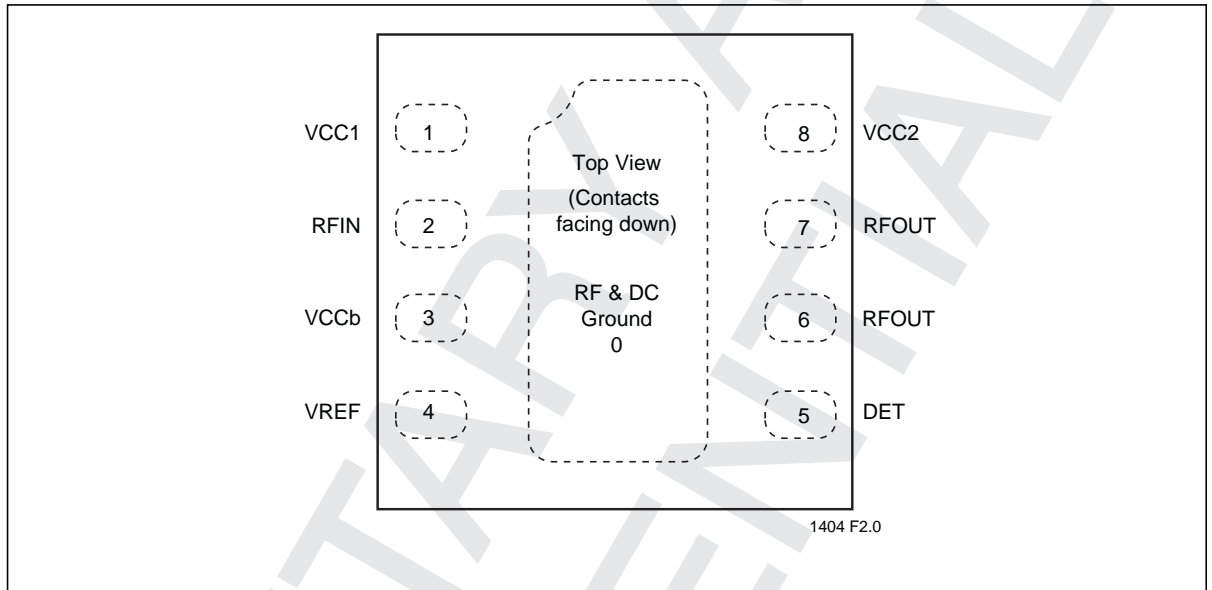 VCC1 1 8 VCC2
Top View
(Contacts
facing down)
RFIN 2 7 RFOUT
RF & DC
VCCb 3 Ground 6 RFOUT
0
VREF 4 5 DET
1404 F2.0